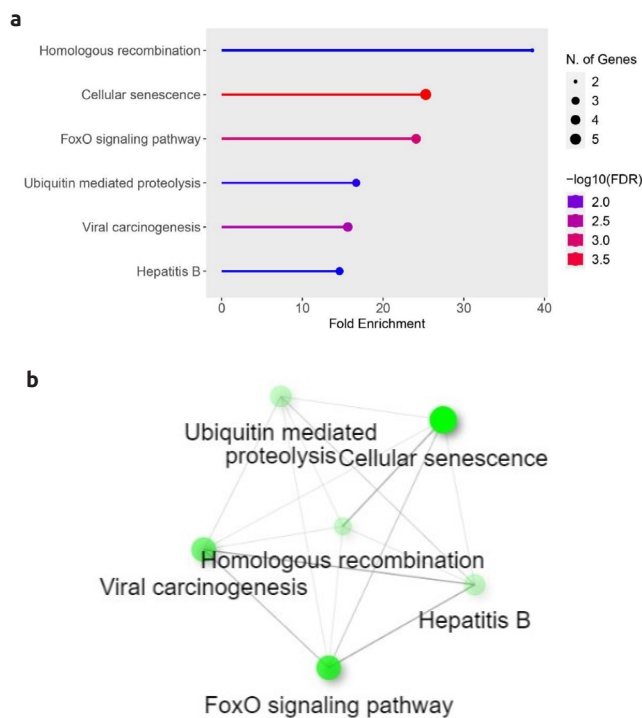 a
Homologous recombination
Cellular senescence
FoxO signaling pathway
Ubiquitin mediated proteolysis
Viral carcinogenesis
Hepatitis B
0 10 20 30 40
Fold Enrichment
N. of Genes
2
3
4
5
−log10(FDR)
2.0
2.5
3.0
3.5
b
Ubiquitin mediated
proteolysis
Cellular senescence
Homologous recombination
Viral carcinogenesis
Hepatitis B
FoxO signaling pathway